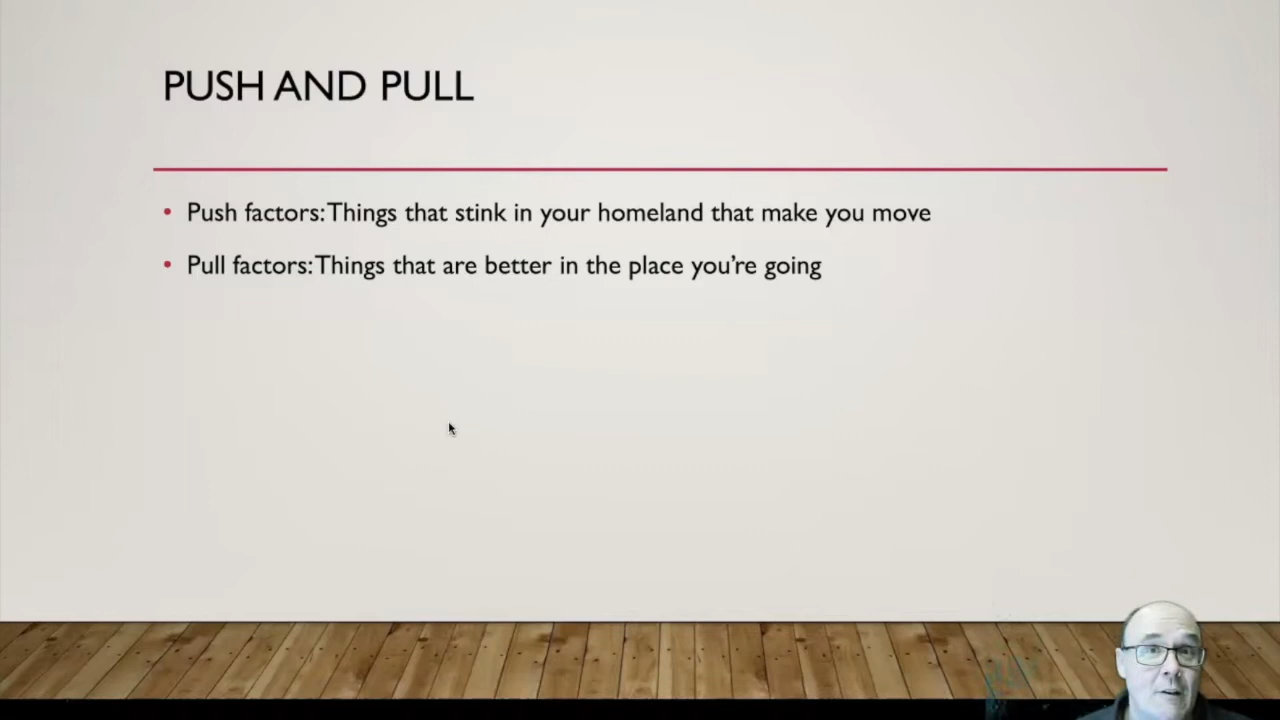 PUSH AND PULL
• Push factors: Things that stink in your homeland that make you move
• Pull factors: Things that are better in the place you're going